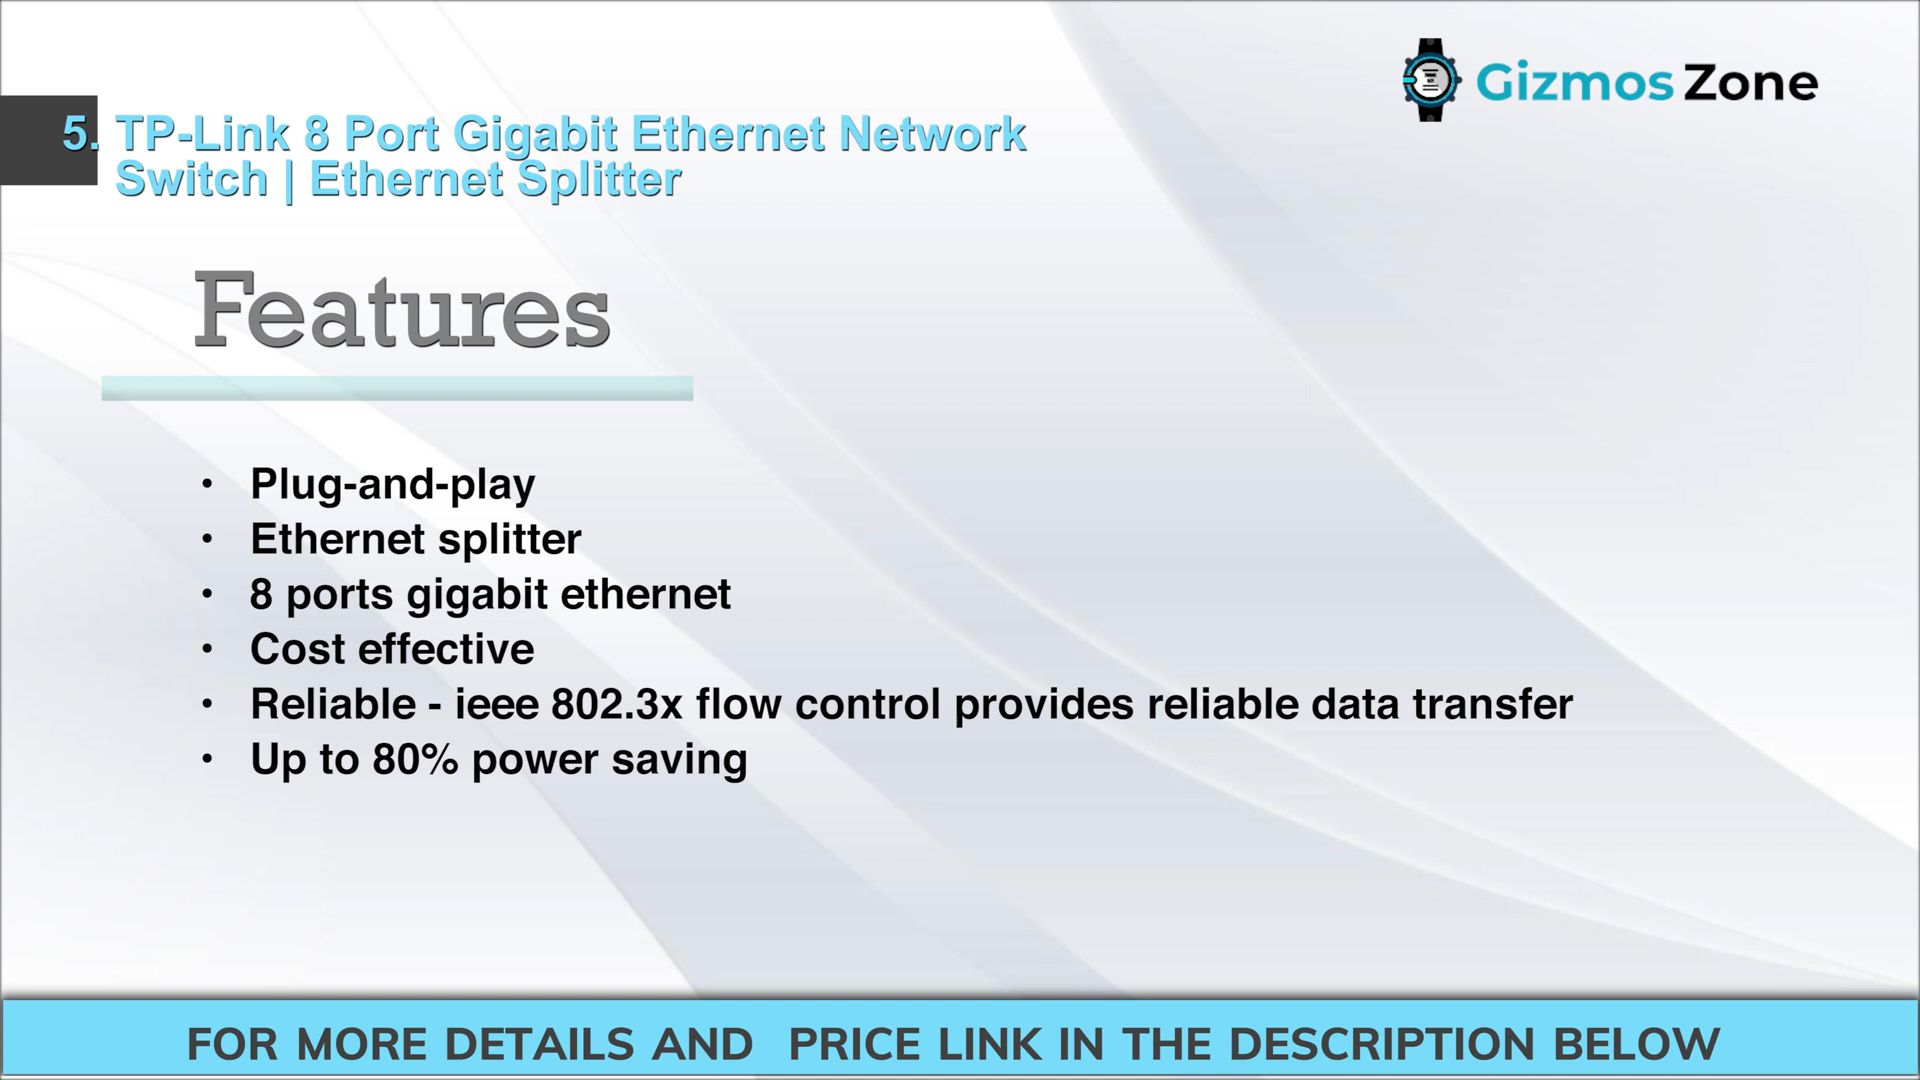 Gizmos Zone
5. TP-Link 8 Port Gigabit Ethernet Network
Switch | Ethernet Splitter
Features
• Plug-and-play
• Ethernet splitter
• 8 ports gigabit ethernet
• Cost effective
• Reliable - ieee 802.3x flow control provides reliable data transfer
• Up to 80% power saving
FOR MORE DETAILS AND PRICE LINK IN THE DESCRIPTION BELOW